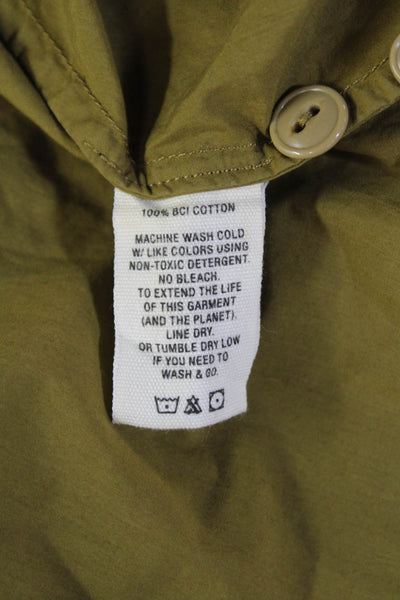 100% BCI COTTON
MACHINE WASH COLD
W/ LIKE COLORS USING
NON-TOXIC DETERGENT.
NO BLEACH.
TO EXTEND THE LIFE
OF THIS GARMENT
(AND THE PLANET),
LINE DRY.
OR TUMBLE DRY LOW
IF YOU NEED TO
WASH & GO.